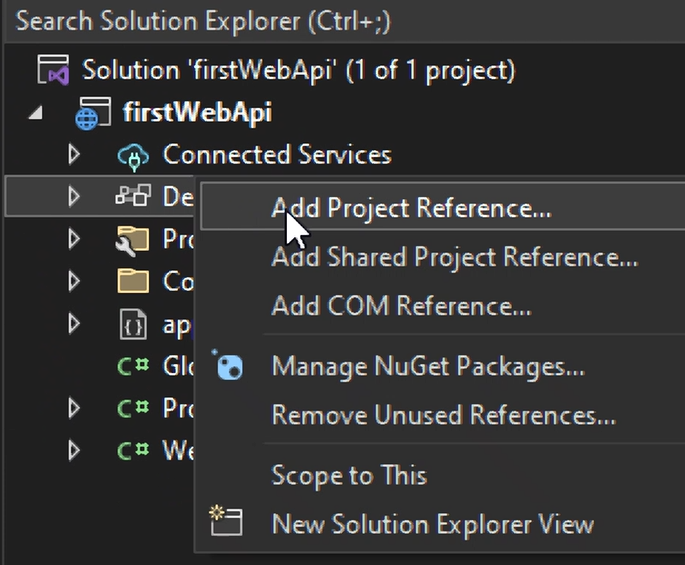 Search Solution Explorer (Ctrl+;)
Solution 'firstWebApi' (1 of 1 project)
firstWebApi
Connected Services
De
Add Project Reference...
Pro
Add Shared Project Reference...
Co
Add COM Reference...
app
Glo
Manage NuGet Packages...
C# Pro
Remove Unused References...
C# We
Scope to This
New Solution Explorer View